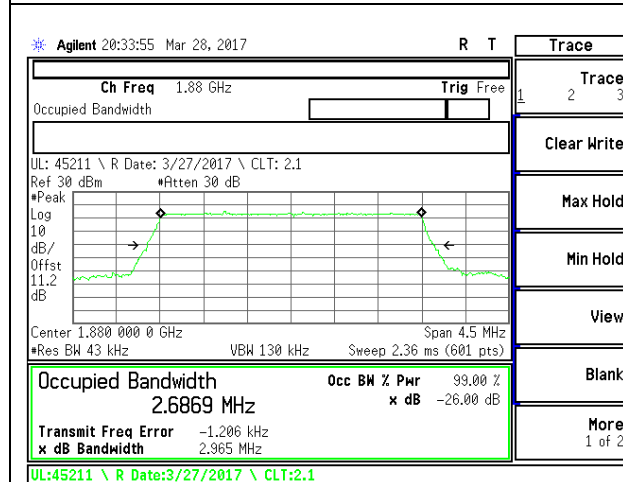 Agilent 20:33:55 Mar 28, 2017 R T Trace
Ch Freq 1.88 GHz Trig Free
Occupied Bandwidth
UL: 45211 \ R Date: 3/27/2017 \ CLT: 2.1
Ref 30 dBm #Atten 30 dB
#Peak
Log
10
dB/
Offst
11.2
dB
Center 1.880 000 0 GHz Span 4.5 MHz
#Res BW 43 kHz VBW 130 kHz Sweep 2.36 ms (601 pts)
Occupied Bandwidth Occ BW % Pwr 99.00 %
2.6869 MHz x dB -26.00 dB
Transmit Freq Error -1.206 kHz
x dB Bandwidth 2.965 MHz
UL:45211 \ R Date:3/27/2017 \ CLT:2.1
Trace
1 2 3
Clear Write
Max Hold
Min Hold
View
Blank
More
1 of 2